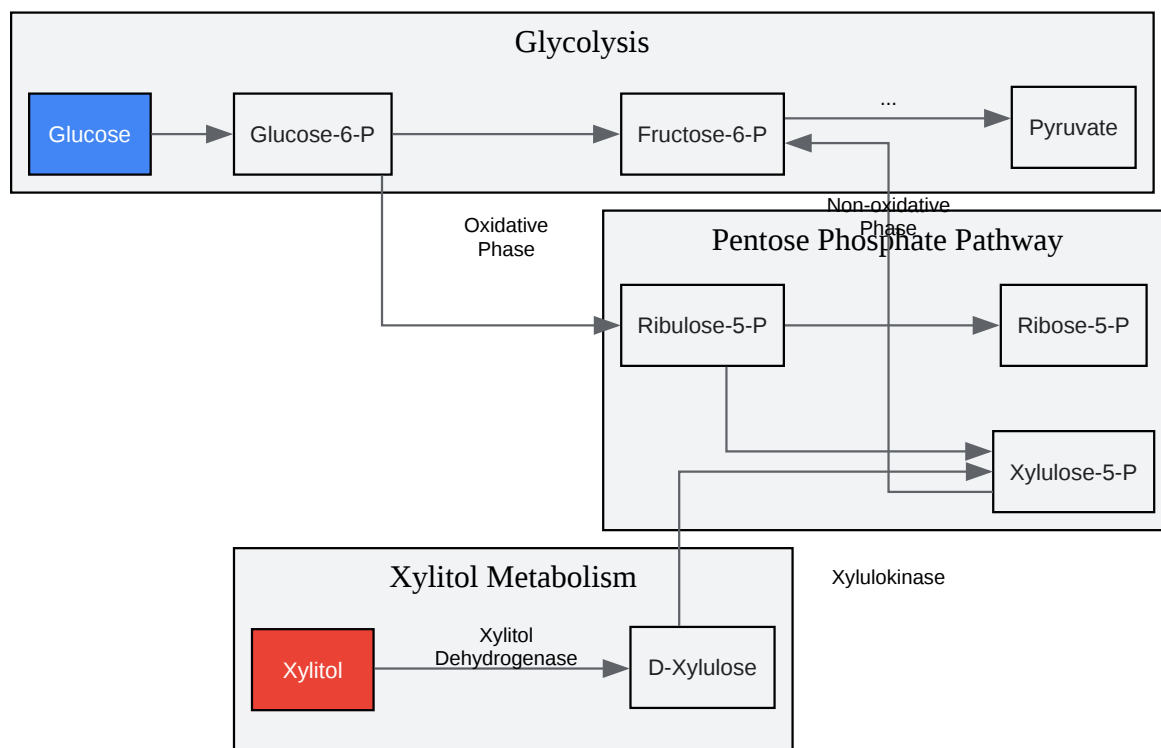 Glycolysis
Glucose
Glucose-6-P
Fructose-6-P
...
Pyruvate
Oxidative
Phase
Non-oxidative
Phase
Pentose Phosphate Pathway
Ribulose-5-P
Ribose-5-P
Xylulose-5-P
Xylitol Metabolism
Xylulokinase
Xylitol
Xylitol
Dehydrogenase
D-Xylulose